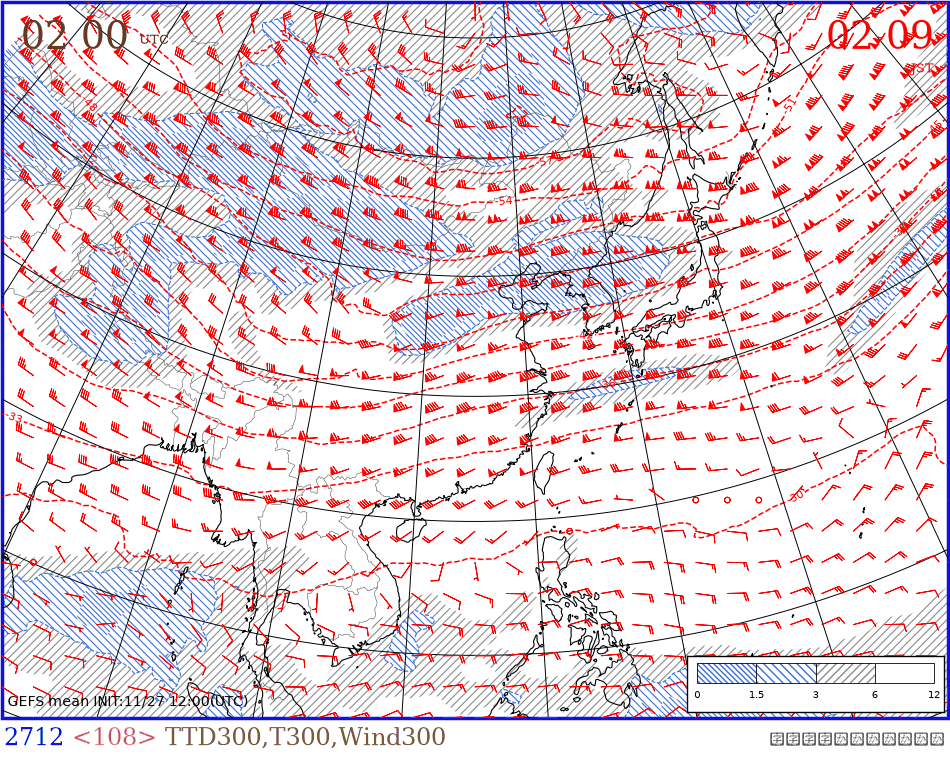 02 00 UTC
02.09
JST
-48
-51
-54
-36
-33
-30
0 1.5 3 6 12
GEFS mean INIT:11/27 12:00(UTC)
2712 <108> TTD300,T300,Wind300